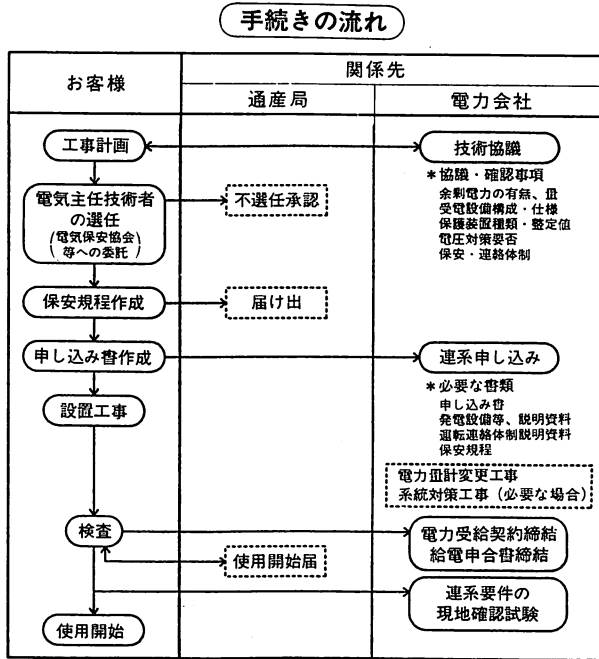 手続きの流れ
お客様
関係先
通産局
電力会社
工事計画
技術協議
＊協議・確認事項
余剰電力の有無、量
受電設備構成・仕様
保護装置種類・整定値
電圧対策要否
保安・連絡体制
電気主任技術者
の選任
（電気保安協会
等への委託）
不選任承認
保安規程作成
届け出
申し込み書作成
連系申し込み
＊必要な書類
申し込み書
発電設備等、説明資料
運転連絡体制説明資料
保安規程
設置工事
電力量計変更工事
系統対策工事（必要な場合）
検査
電力受給契約締結
給電申合書締結
使用開始届
連系要件の
現地確認試験
使用開始